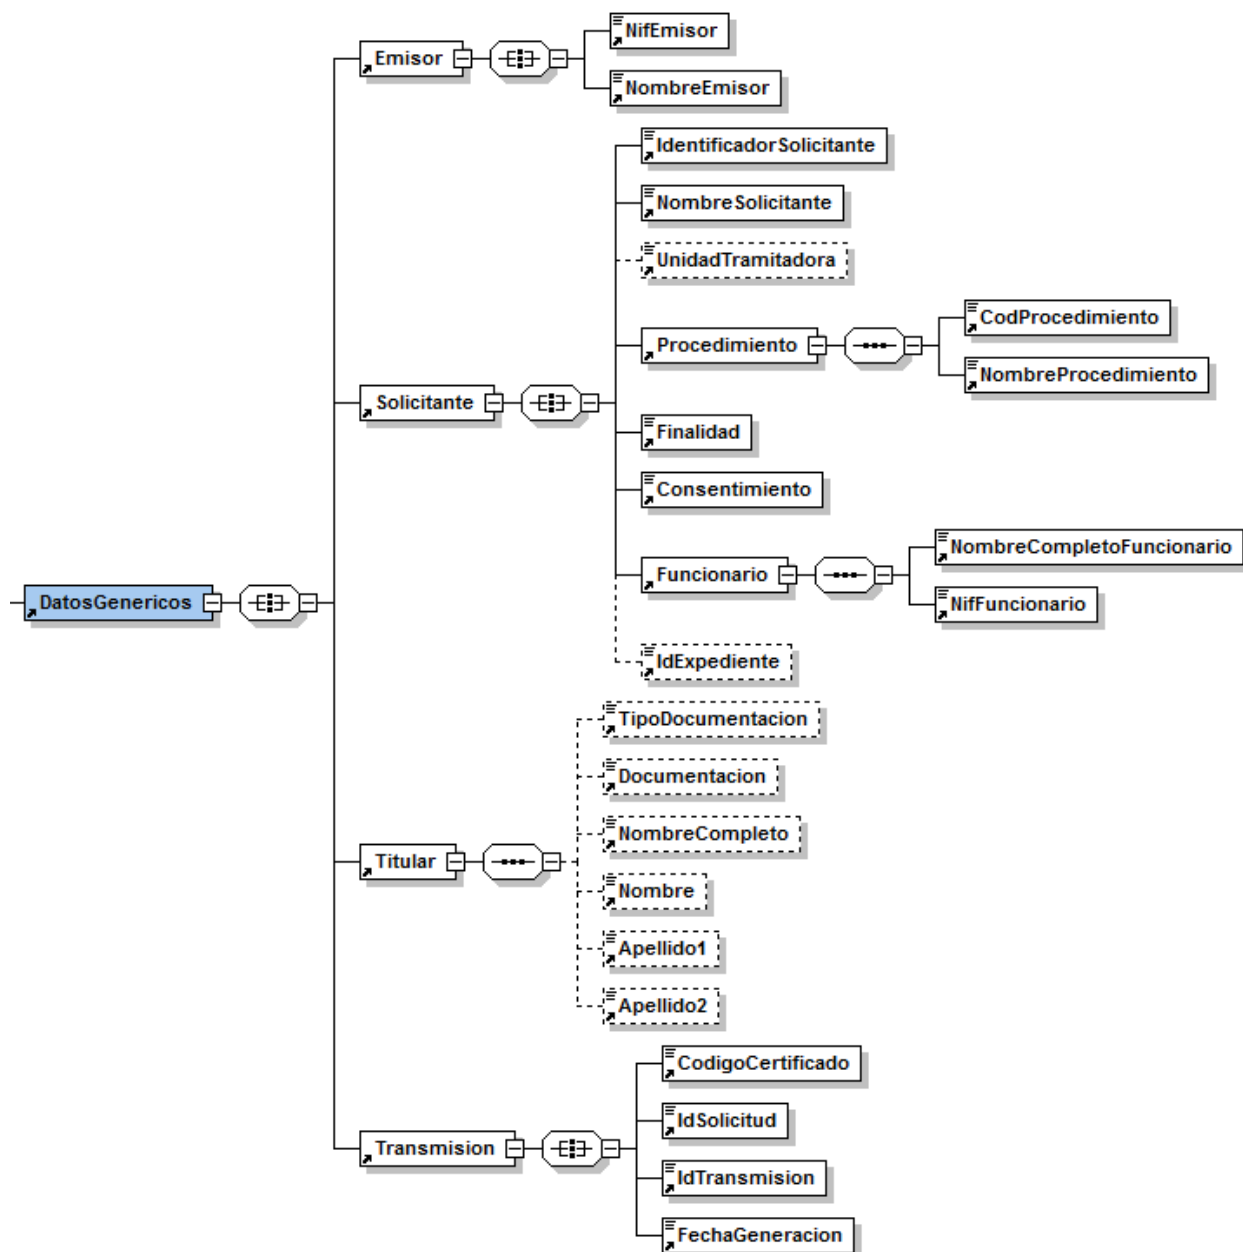 Emisor
NifEmisor
NombreEmisor
IdentificadorSolicitante
NombreSolicitante
UnidadTramitadora
Procedimiento
CodProcedimiento
NombreProcedimiento
Solicitante
Finalidad
Consentimiento
Funcionario
NombreCompletoFuncionario
NifFuncionario
DatosGenericos
IdExpediente
TipoDocumentacion
Documentacion
NombreCompleto
Titular
Nombre
Apellido1
Apellido2
CodigoCertificado
IdSolicitud
Transmision
IdTransmision
FechaGeneracion